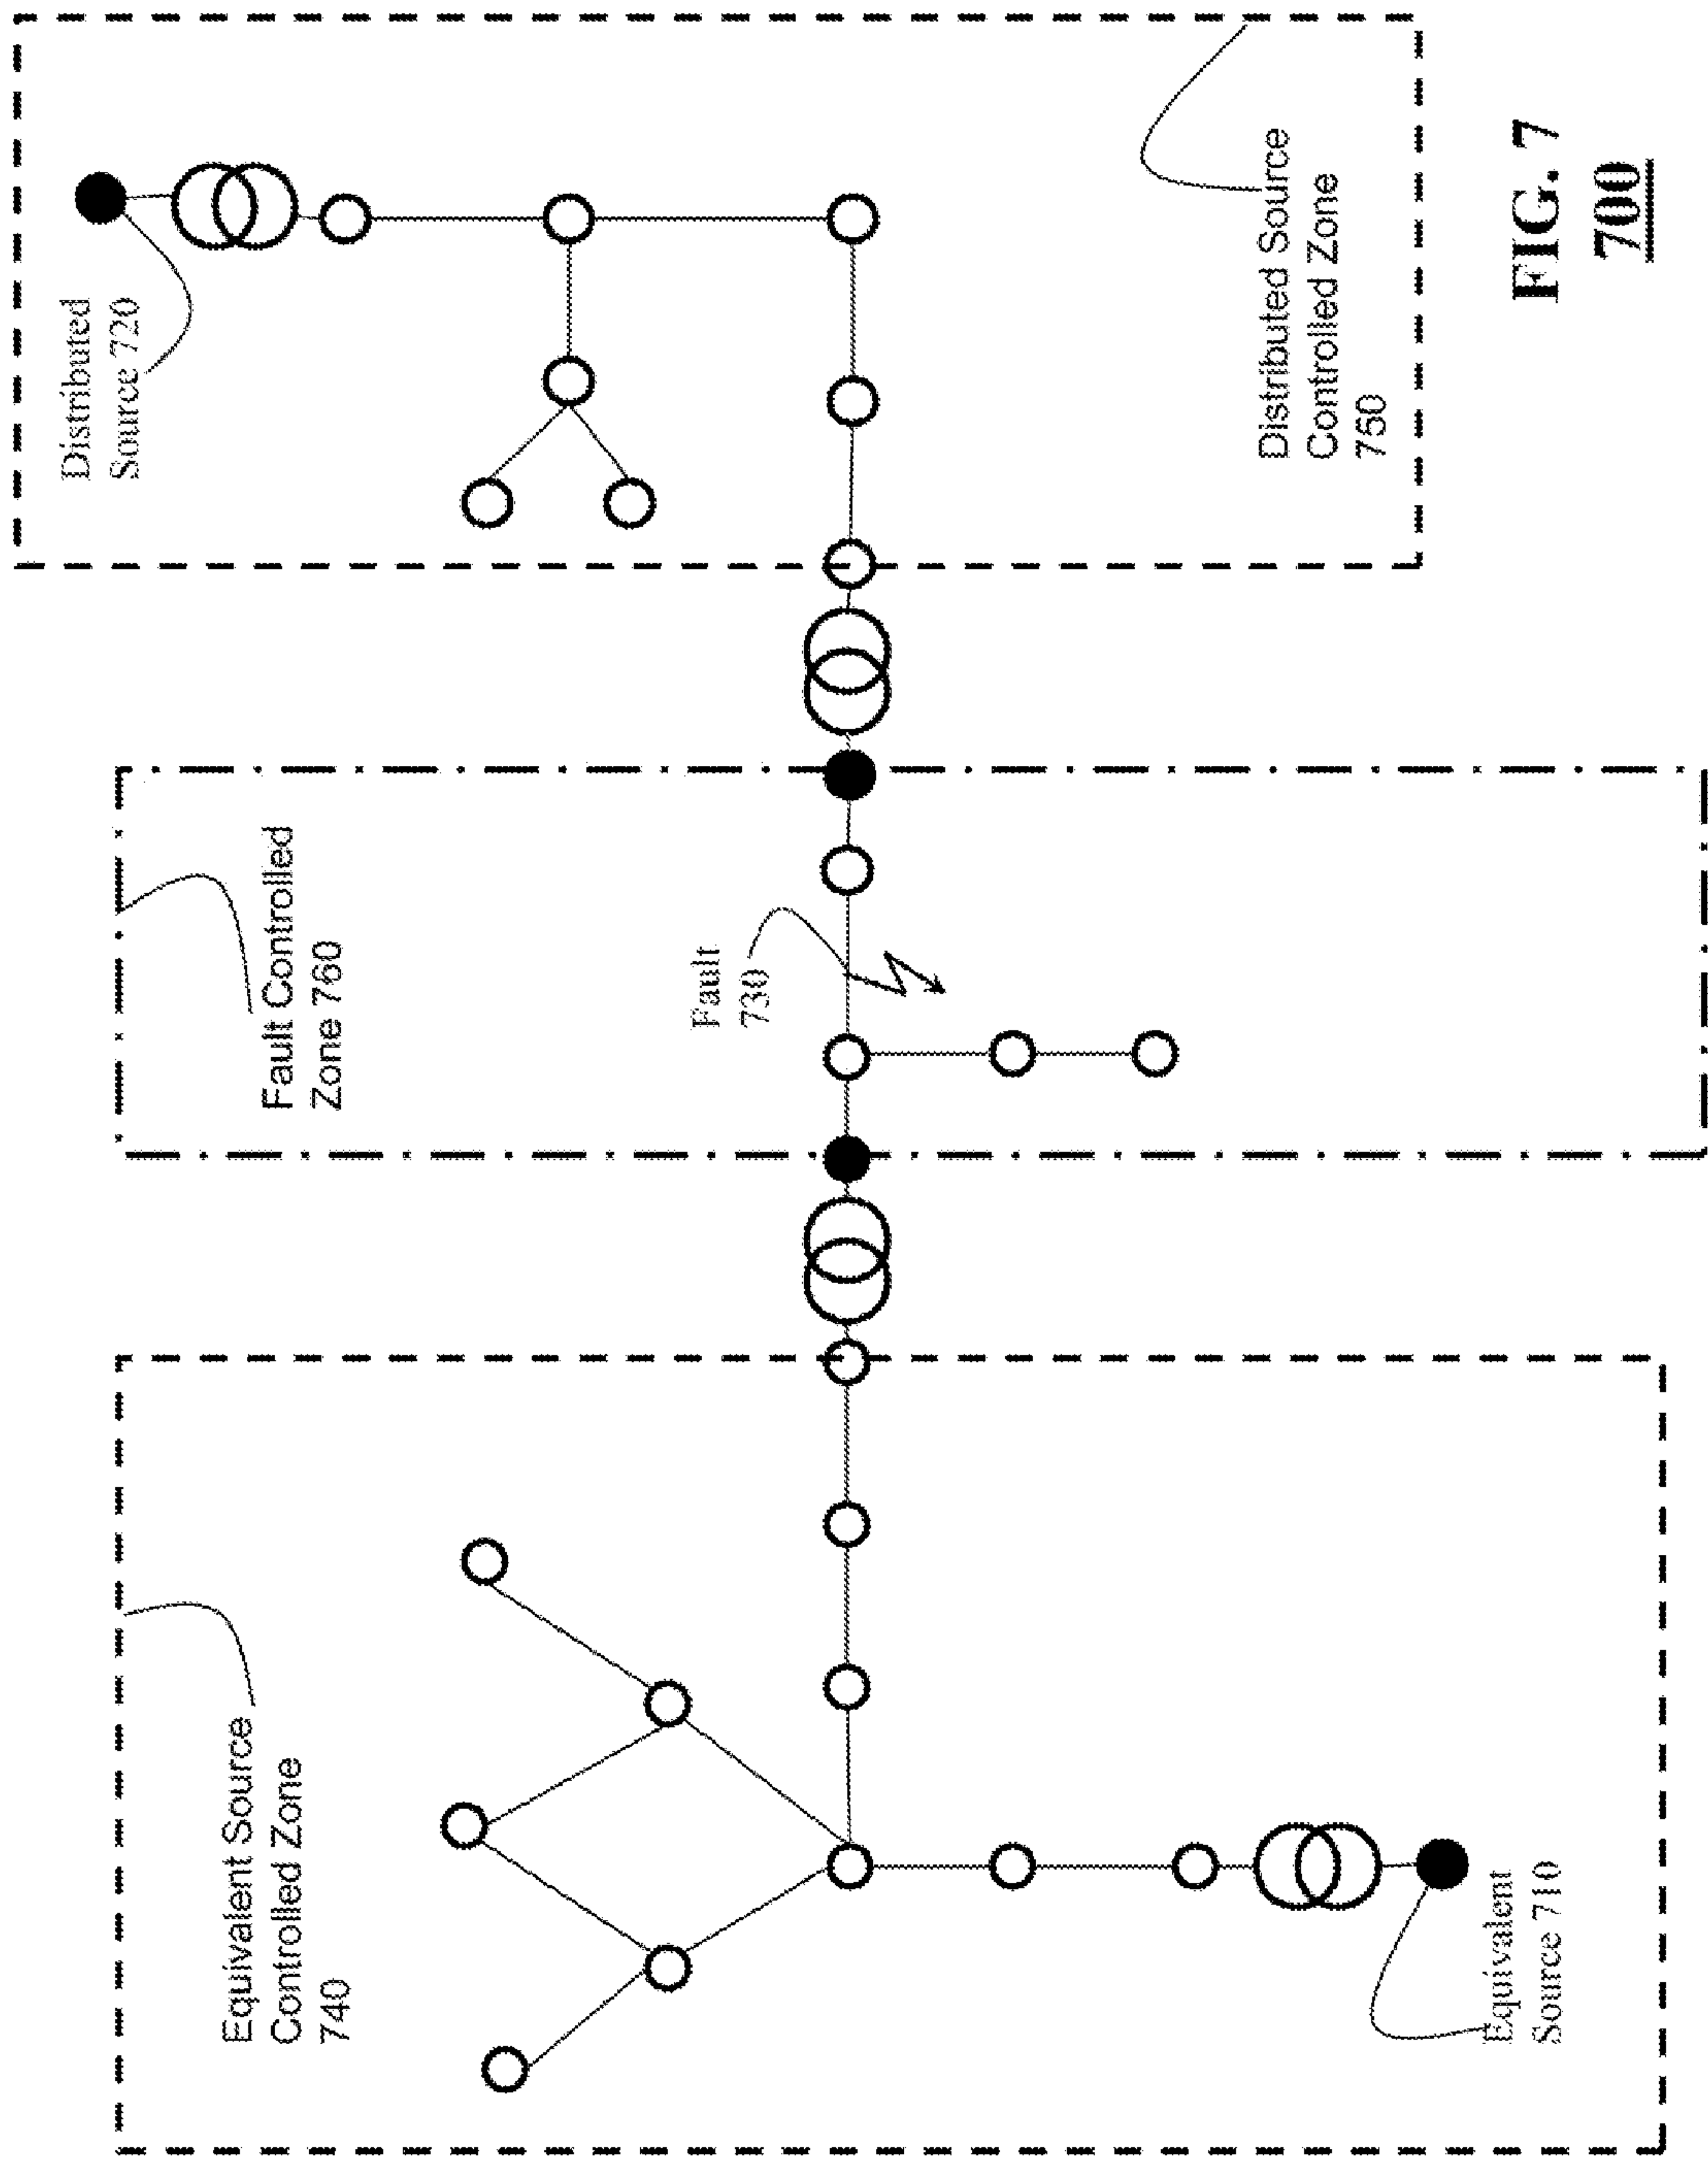 Distributed
Source 720
Distributed Source
Controlled Zone
750
Fault Controlled
Zone 760
Fault
730
Equivalent Source
Controlled Zone
740
Equivalent
Source 710
FIG. 7
700